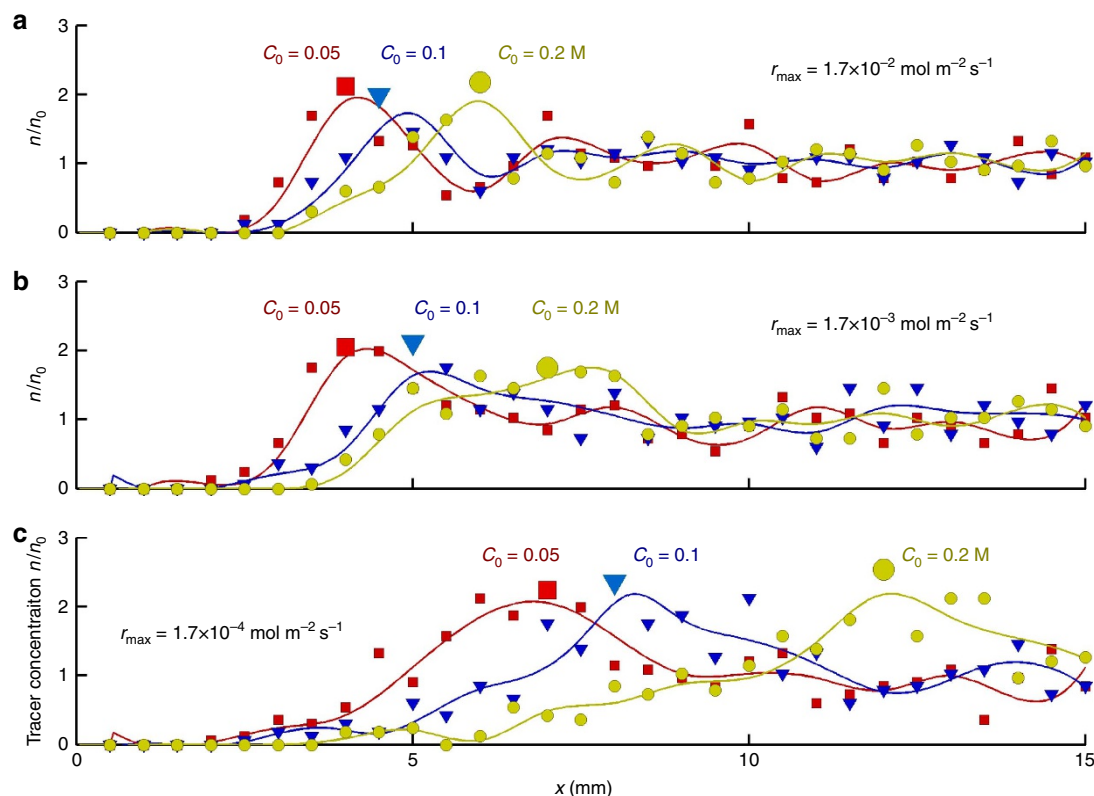 a
3
2
1
0
n/n₀
C₀ = 0.05
C₀ = 0.1
C₀ = 0.2 M
rmax = 1.7×10⁻² mol m⁻² s⁻¹
b
3
2
1
0
n/n₀
C₀ = 0.05
C₀ = 0.1
C₀ = 0.2 M
rmax = 1.7×10⁻³ mol m⁻² s⁻¹
c
3
2
1
0
Tracer concentraiton n/n₀
C₀ = 0.05
C₀ = 0.1
C₀ = 0.2 M
rmax = 1.7×10⁻⁴ mol m⁻² s⁻¹
0 5 10 15
x (mm)